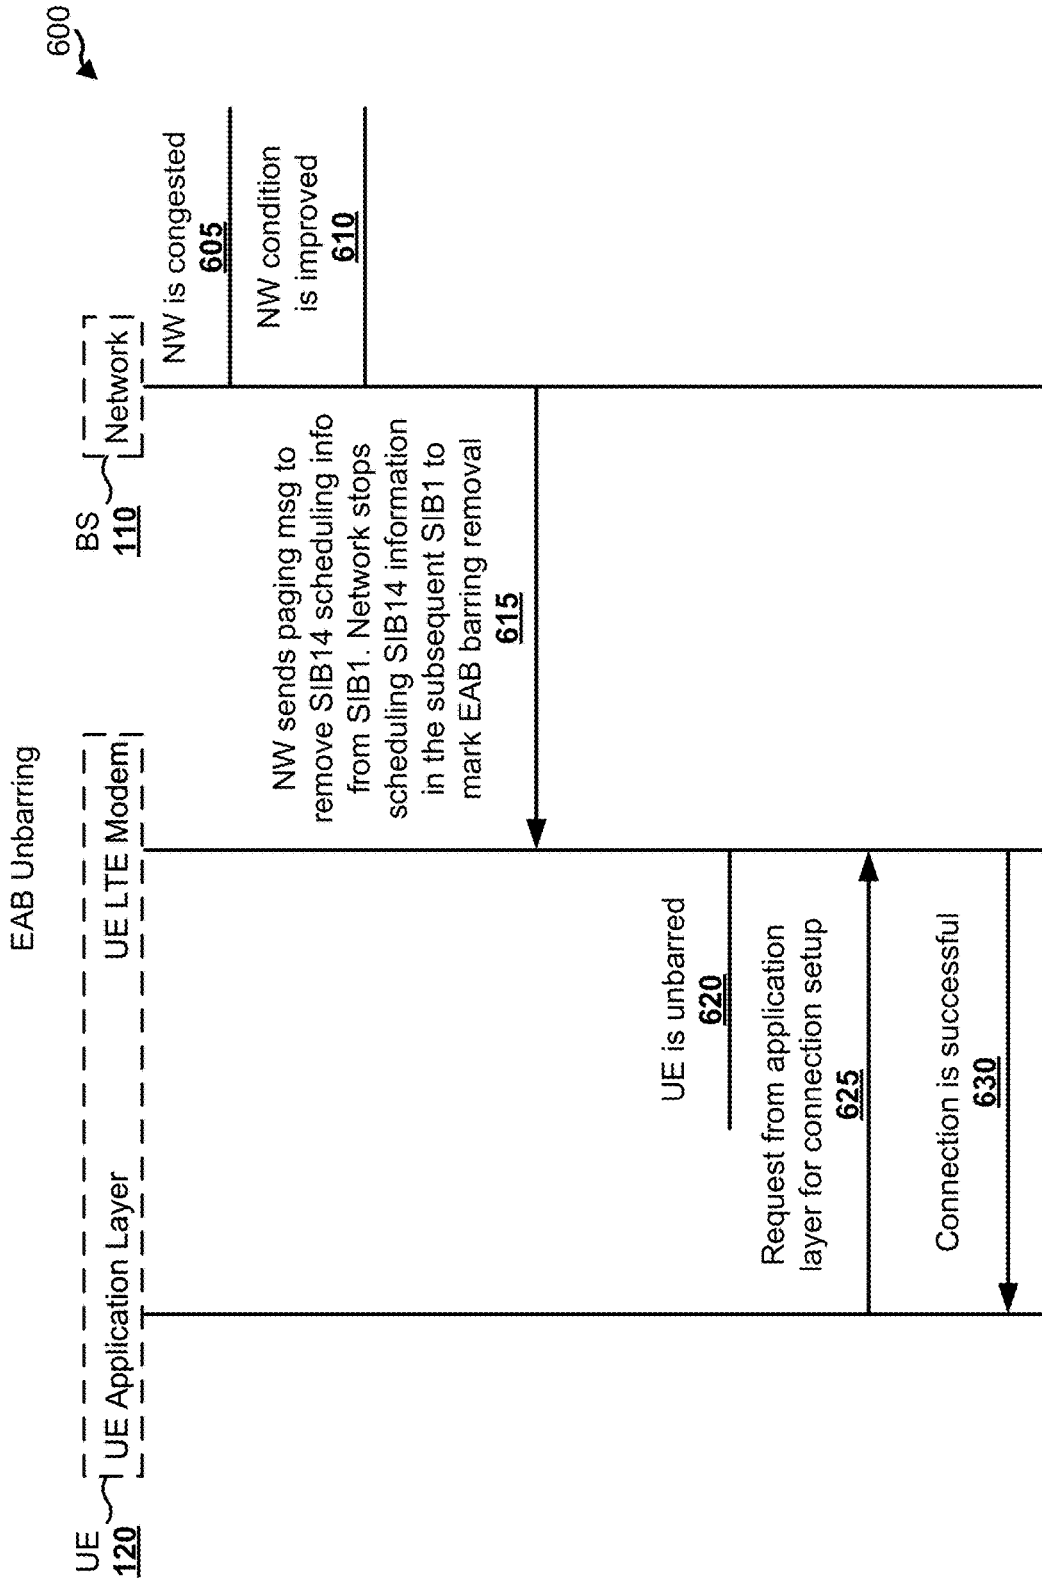 600
EAB Unbarring
UE
120
UE Application Layer
UE LTE Modem
BS
110
Network
NW is congested
605
NW condition
is improved
610
NW sends paging msg to
remove SIB14 scheduling info
from SIB1. Network stops
scheduling SIB14 information
in the subsequent SIB1 to
mark EAB barring removal
615
UE is unbarred
620
Request from application
layer for connection setup
625
Connection is successful
630